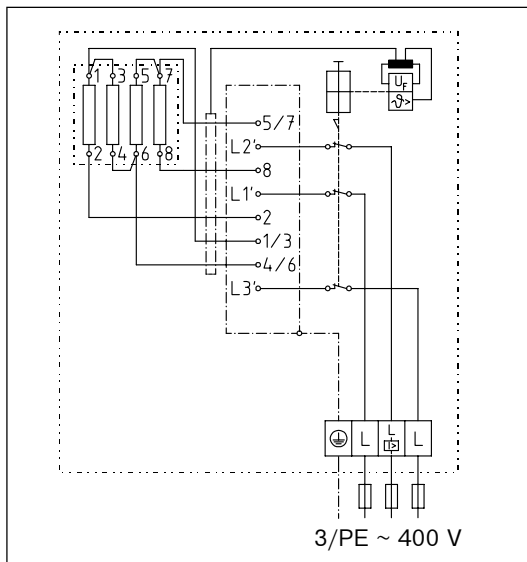 1 3 5 7
U_F
ϑ>
5/7
2 4 6 8
L2'
8
L1'
2
1/3
4/6
L3'
L L L
I>
3/PE ~ 400 V